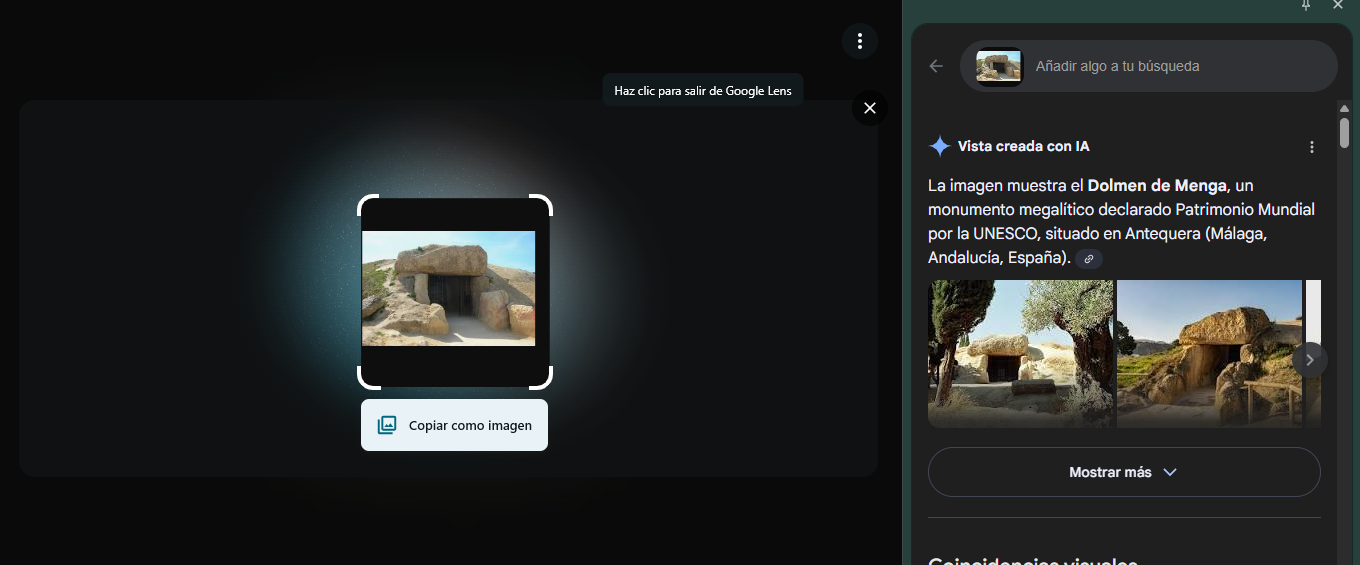 Haz clic para salir de Google Lens
Copiar como imagen
Añadir algo a tu búsqueda
Vista creada con IA
La imagen muestra el Dolmen de Menga, un
monumento megalítico declarado Patrimonio Mundial
por la UNESCO, situado en Antequera (Málaga,
Andalucía, España).
Mostrar más
Coincidencias visuales